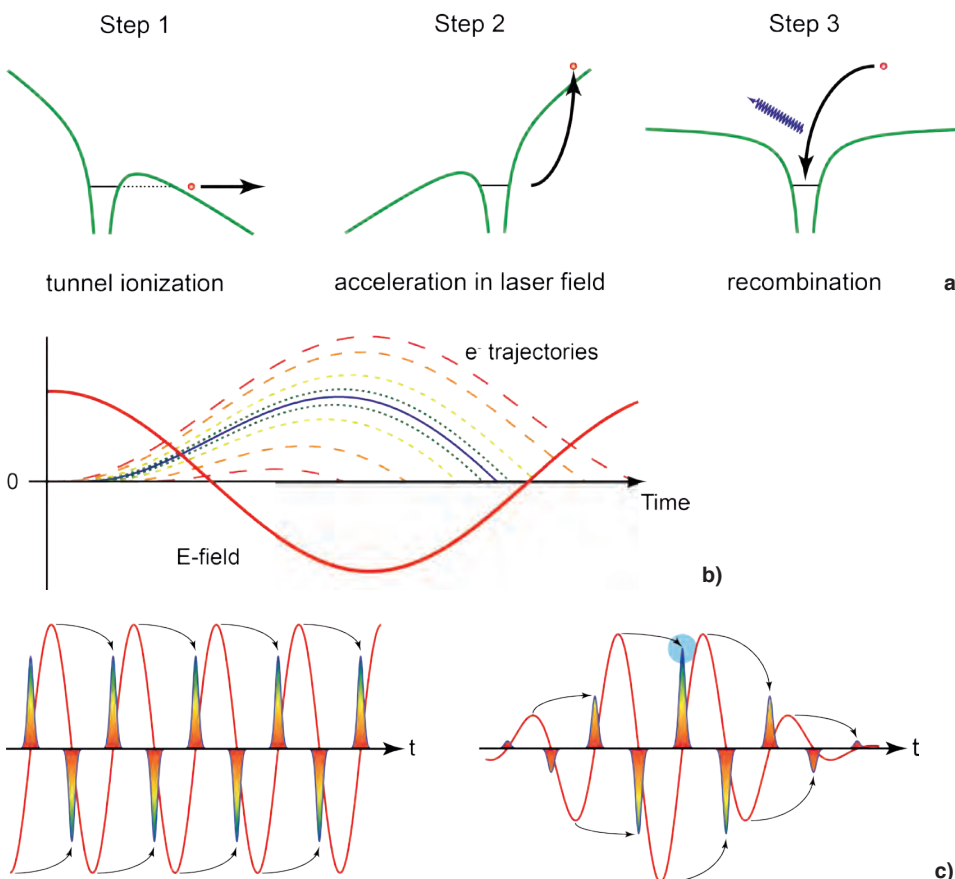 Step 1
Step 2
Step 3
tunnel ionization
acceleration in laser field
recombination
a
e⁻ trajectories
0
Time
E-field
b)
t
t
c)